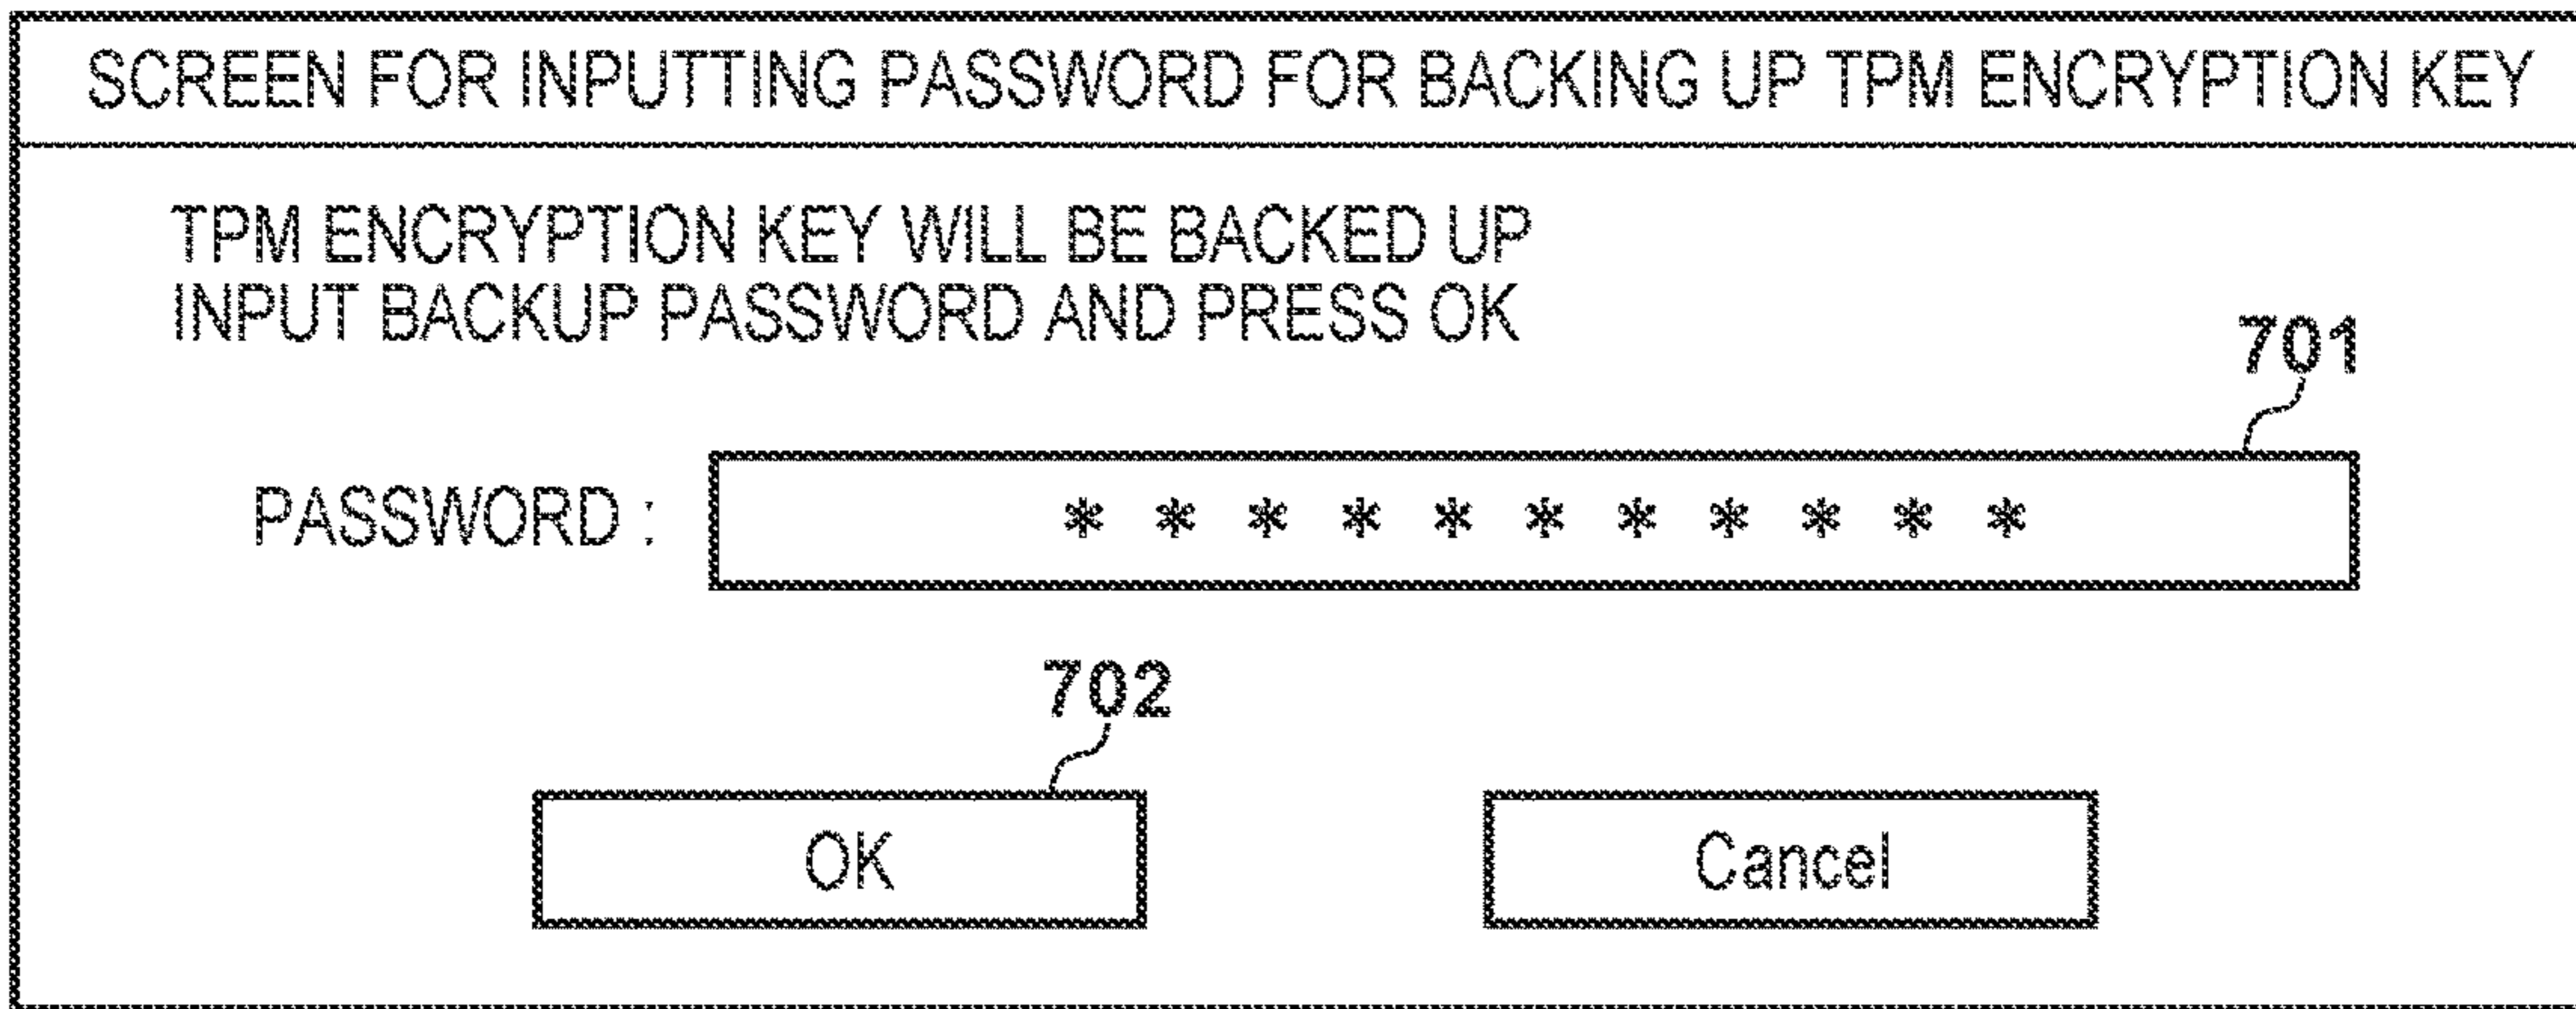 SCREEN FOR INPUTTING PASSWORD FOR BACKING UP TPM ENCRYPTION KEY
TPM ENCRYPTION KEY WILL BE BACKED UP
INPUT BACKUP PASSWORD AND PRESS OK
701
PASSWORD : * * * * * * * * * * *
702
OK Cancel